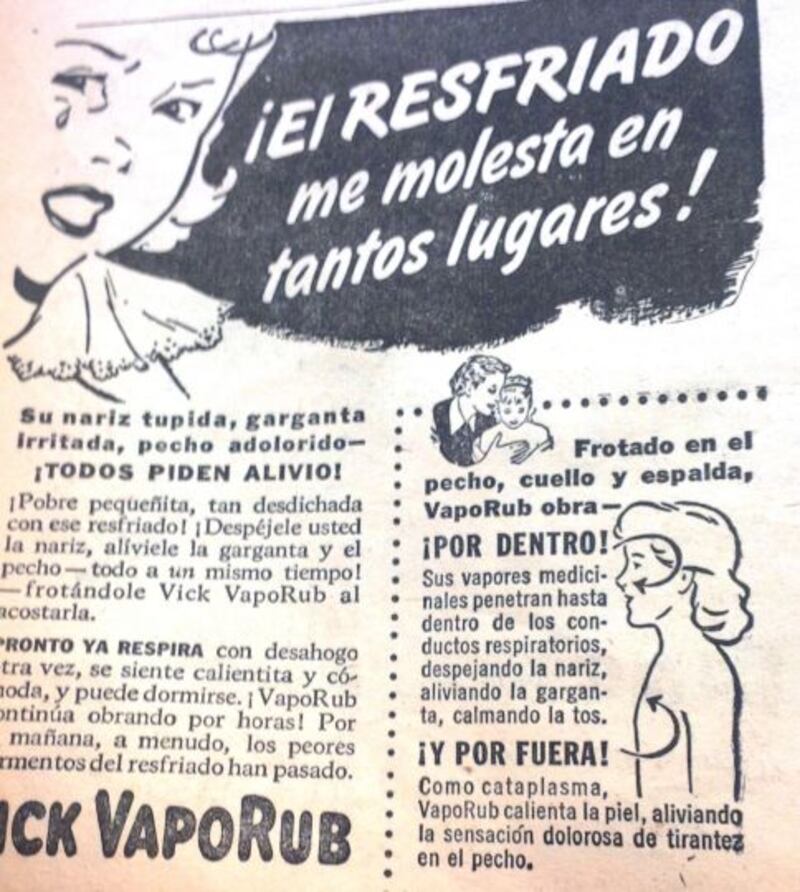 ¡El RESFRIADO
me molesta en
tantos lugares!
Su nariz tupida, garganta
irritada, pecho adolorido—
¡TODOS PIDEN ALIVIO!
¡Pobre pequeñita, tan desdichada
con ese resfriado! ¡Despéjele usted
la nariz, alíviele la garganta y el
pecho—todo a un mismo tiempo!
—frotándole Vick VapoRub al
acostarla.
PRONTO YA RESPIRA con desahogo
tra vez, se siente calientita y có-
moda, y puede dormirse. ¡VapoRub
ontinúa obrando por horas! Por
mañana, a menudo, los peores
rmentos del resfriado han pasado.
ICK VAPORUB
Frotado en el
pecho, cuello y espalda,
VapoRub obra—
¡POR DENTRO!
Sus vapores medici-
nales penetran hasta
dentro de los con-
ductos respiratorios,
despejando la nariz,
aliviando la gargan-
ta, calmando la tos.
¡Y POR FUERA!
Como cataplasma,
VapoRub calienta la piel, aliviando
la sensación dolorosa de tirantez
en el pecho.